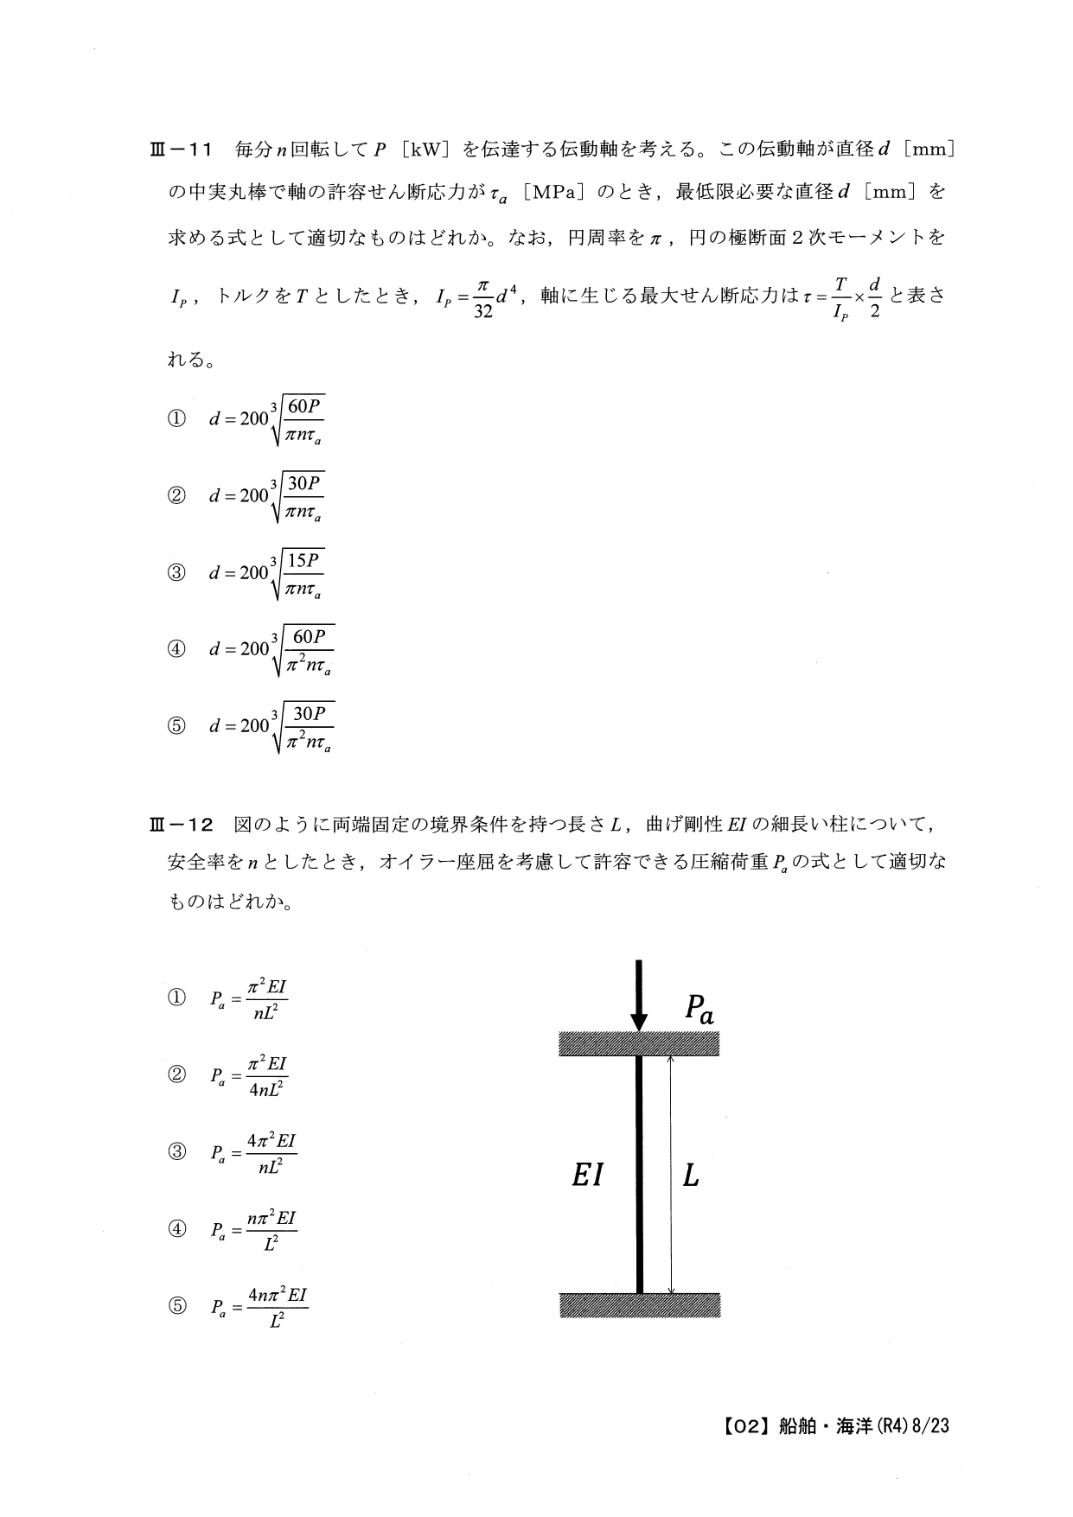 Ⅲ－11　毎分n回転してP［kW］を伝達する伝動軸を考える。この伝動軸が直径d［mm］
の中実丸棒で軸の許容せん断応力がτₐ［MPa］のとき，最低限必要な直径d［mm］を
求める式として適切なものはどれか。なお，円周率をπ，円の極断面２次モーメントを
I_P，トルクをTとしたとき，I_P＝π/32 d⁴，軸に生じる最大せん断応力はτ＝T/I_P×d/2と表さ
れる。
①　d＝200 ³√(60P/πnτₐ)
②　d＝200 ³√(30P/πnτₐ)
③　d＝200 ³√(15P/πnτₐ)
④　d＝200 ³√(60P/π²nτₐ)
⑤　d＝200 ³√(30P/π²nτₐ)
Ⅲ－12　図のように両端固定の境界条件を持つ長さL，曲げ剛性EIの細長い柱について，
安全率をnとしたとき，オイラー座屈を考慮して許容できる圧縮荷重Pₐの式として適切な
ものはどれか。
①　Pₐ＝π²EI/nL²
②　Pₐ＝π²EI/4nL²
③　Pₐ＝4π²EI/nL²
④　Pₐ＝nπ²EI/L²
⑤　Pₐ＝4nπ²EI/L²
Pₐ
EI
L
【02】船舶・海洋(R4)8/23